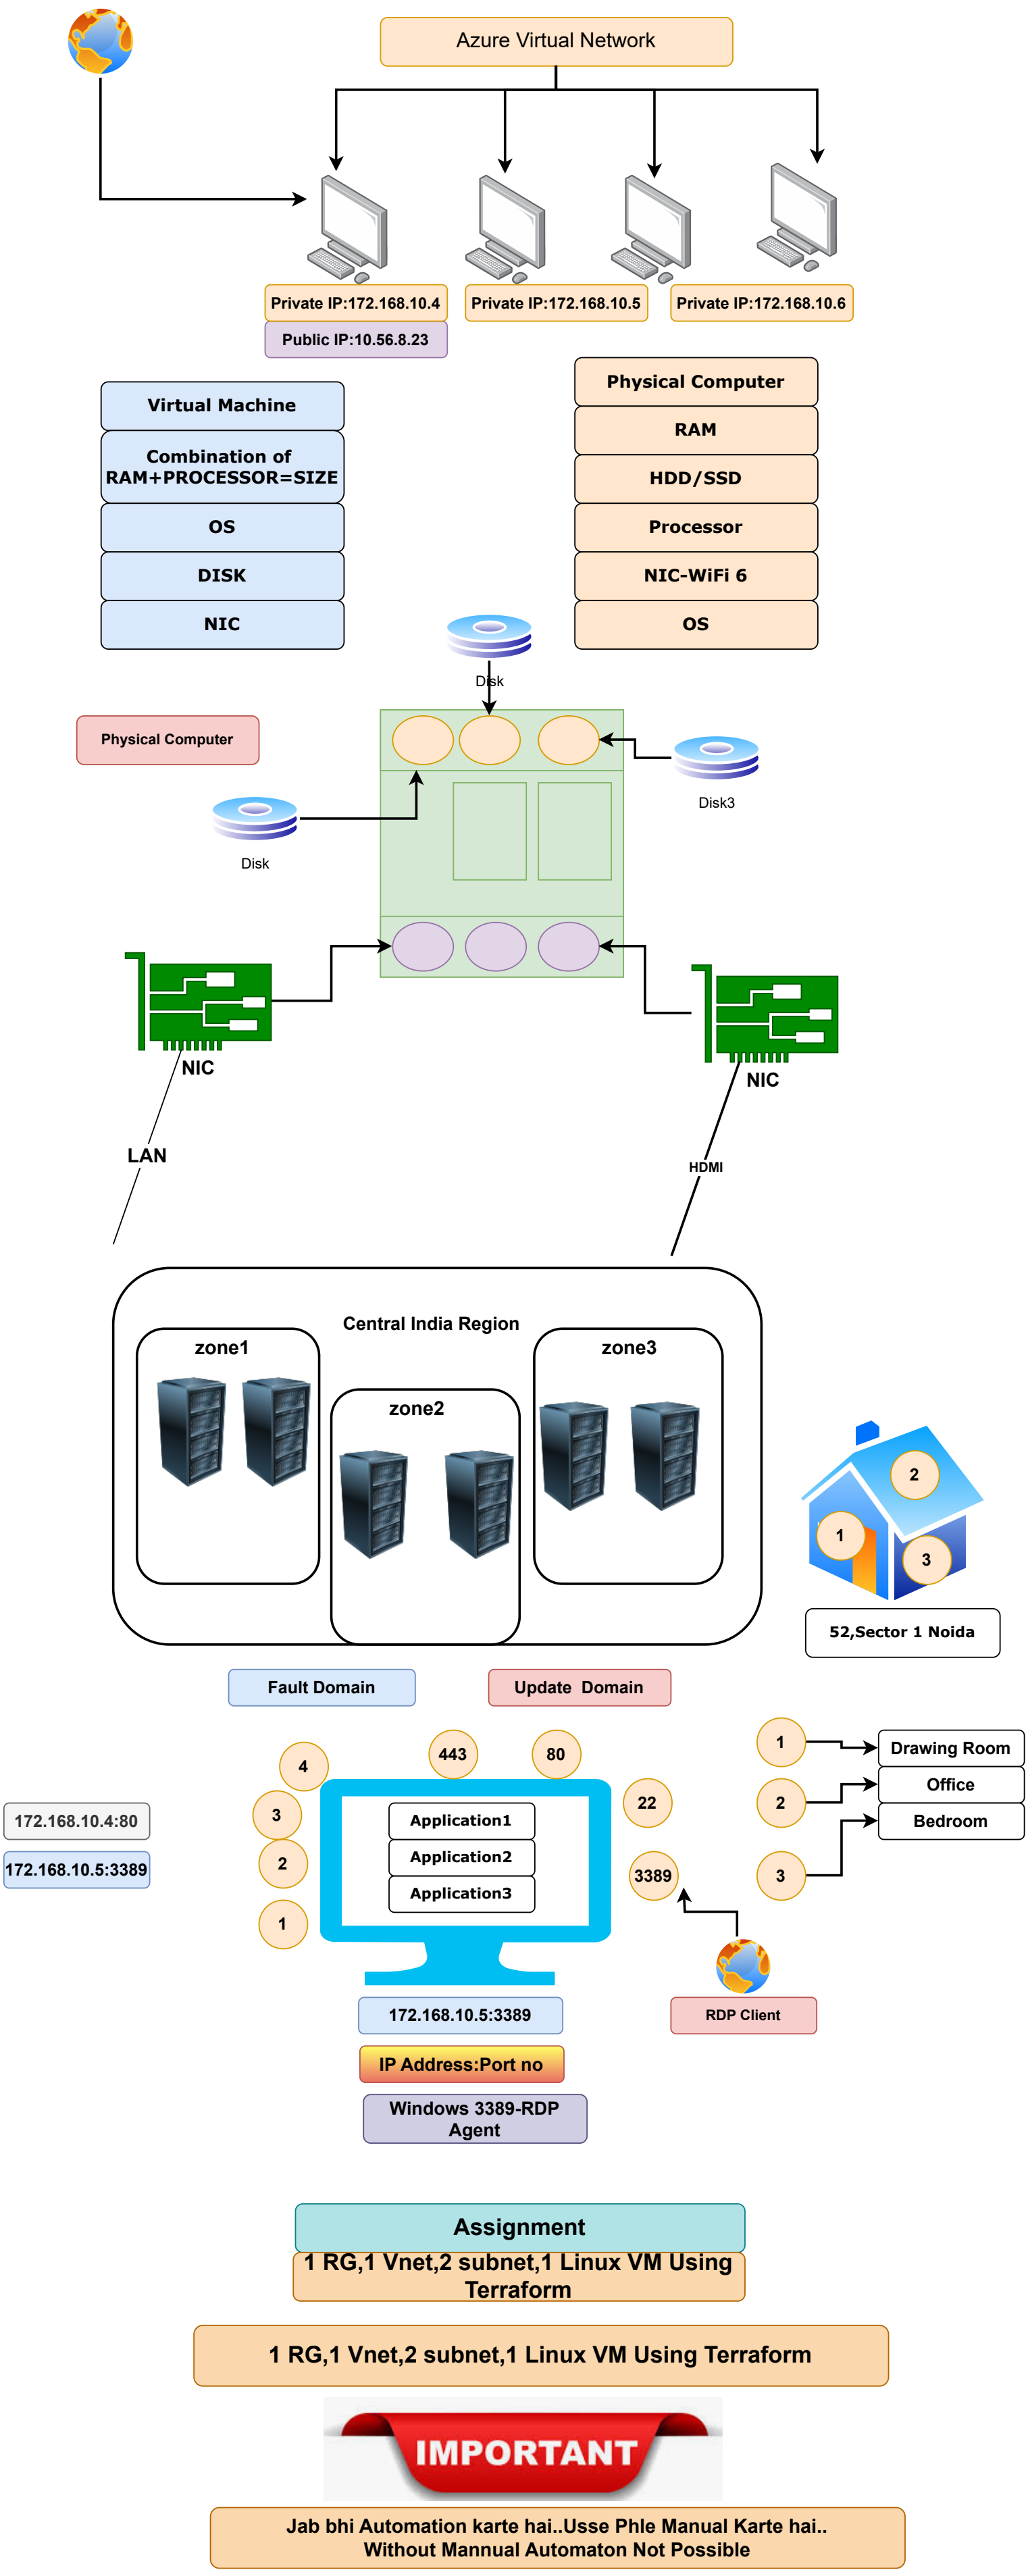 Azure Virtual Network
Private IP:172.168.10.4
Private IP:172.168.10.5
Private IP:172.168.10.6
Public IP:10.56.8.23
Virtual Machine
Combination of
RAM+PROCESSOR=SIZE
OS
DISK
NIC
Physical Computer
RAM
HDD/SSD
Processor
NIC-WiFi 6
OS
Disk
Physical Computer
Disk3
Disk
NIC
NIC
LAN
HDMI
Central India Region
zone1
zone2
zone3
2
1
3
52,Sector 1 Noida
Fault Domain
Update  Domain
4
443
80
3
22
2
3389
1
Application1
Application2
Application3
172.168.10.4:80
172.168.10.5:3389
1
2
3
Drawing Room
Office
Bedroom
RDP Client
172.168.10.5:3389
IP Address:Port no
Windows 3389-RDP
Agent
Assignment
1 RG,1 Vnet,2 subnet,1 Linux VM Using
Terraform
1 RG,1 Vnet,2 subnet,1 Linux VM Using Terraform
IMPORTANT
Jab bhi Automation karte hai..Usse Phle Manual Karte hai..
Without Mannual Automaton Not Possible